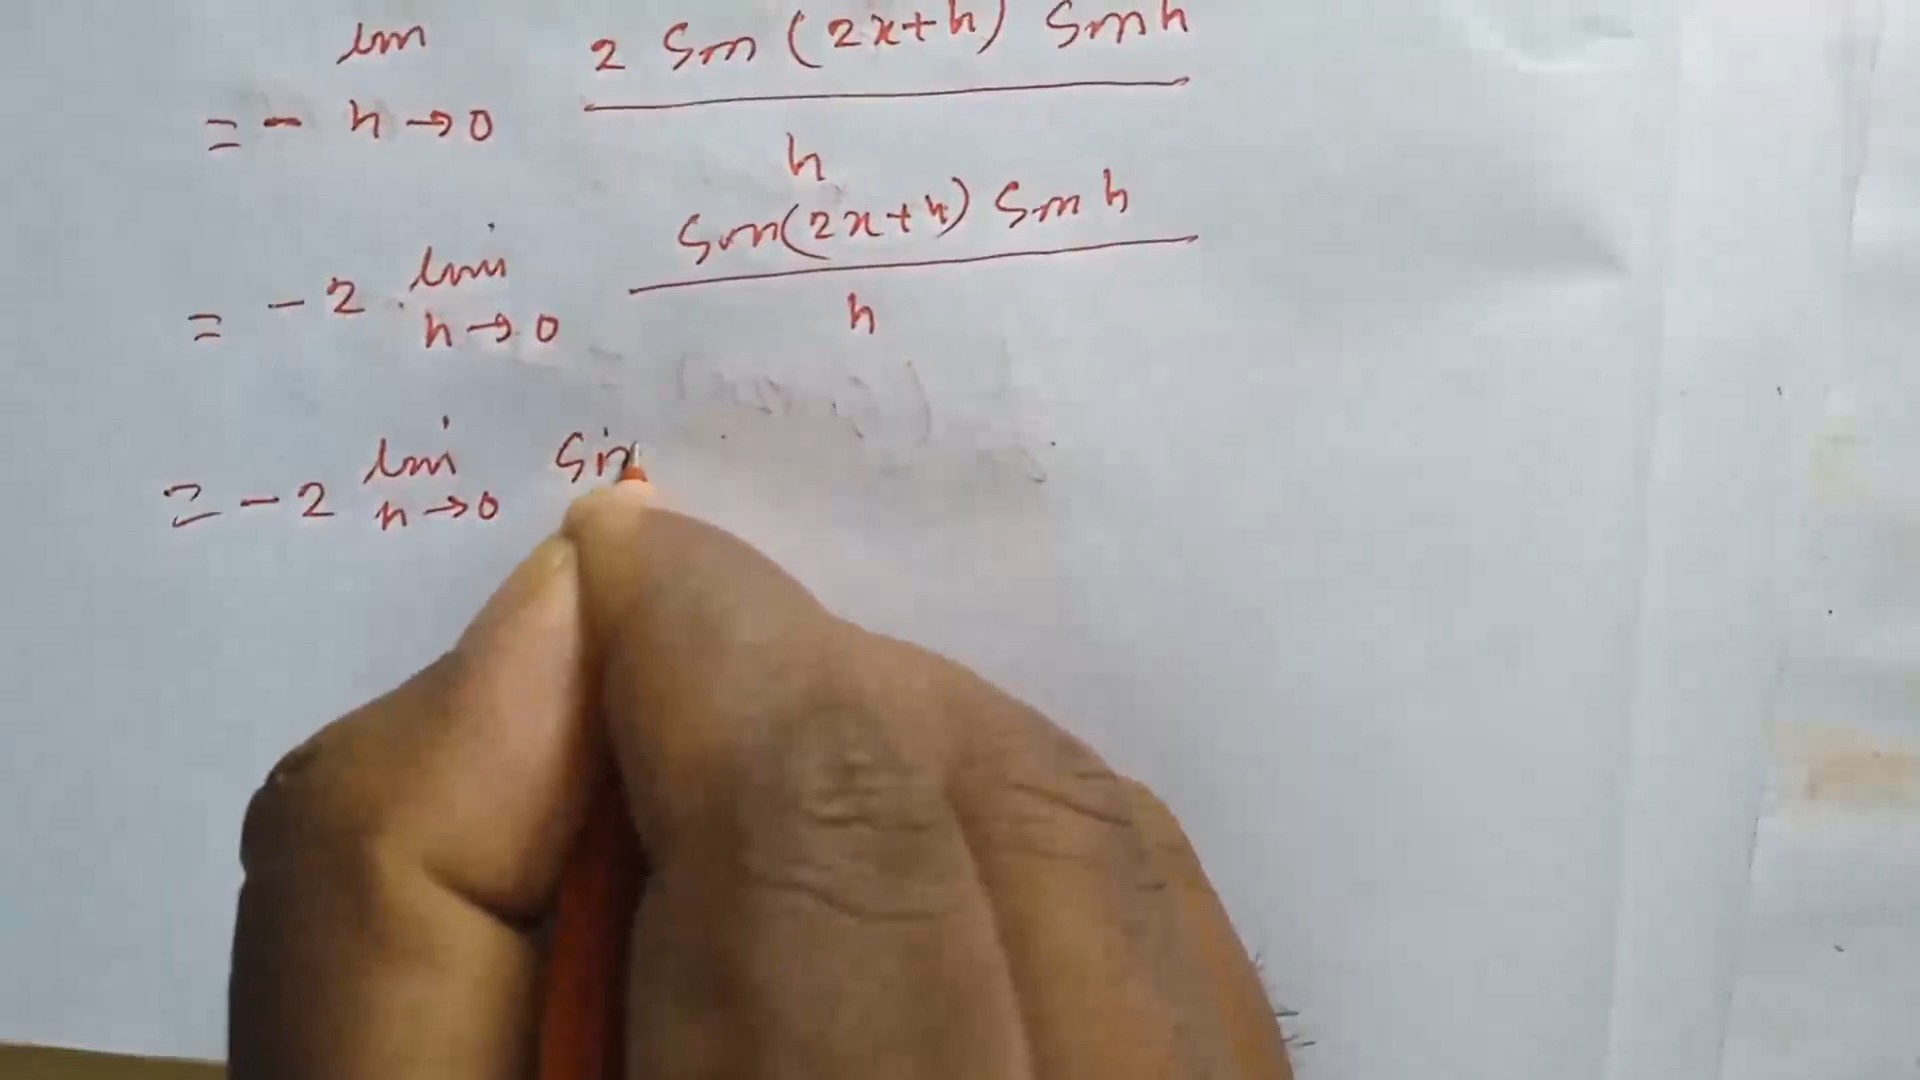 lim 2 Sin (2x+h) Sin h
= - h→0 h
= -2 lim h→0 Sin(2x+h) Sin h
h
= -2 lim h→0 Sin